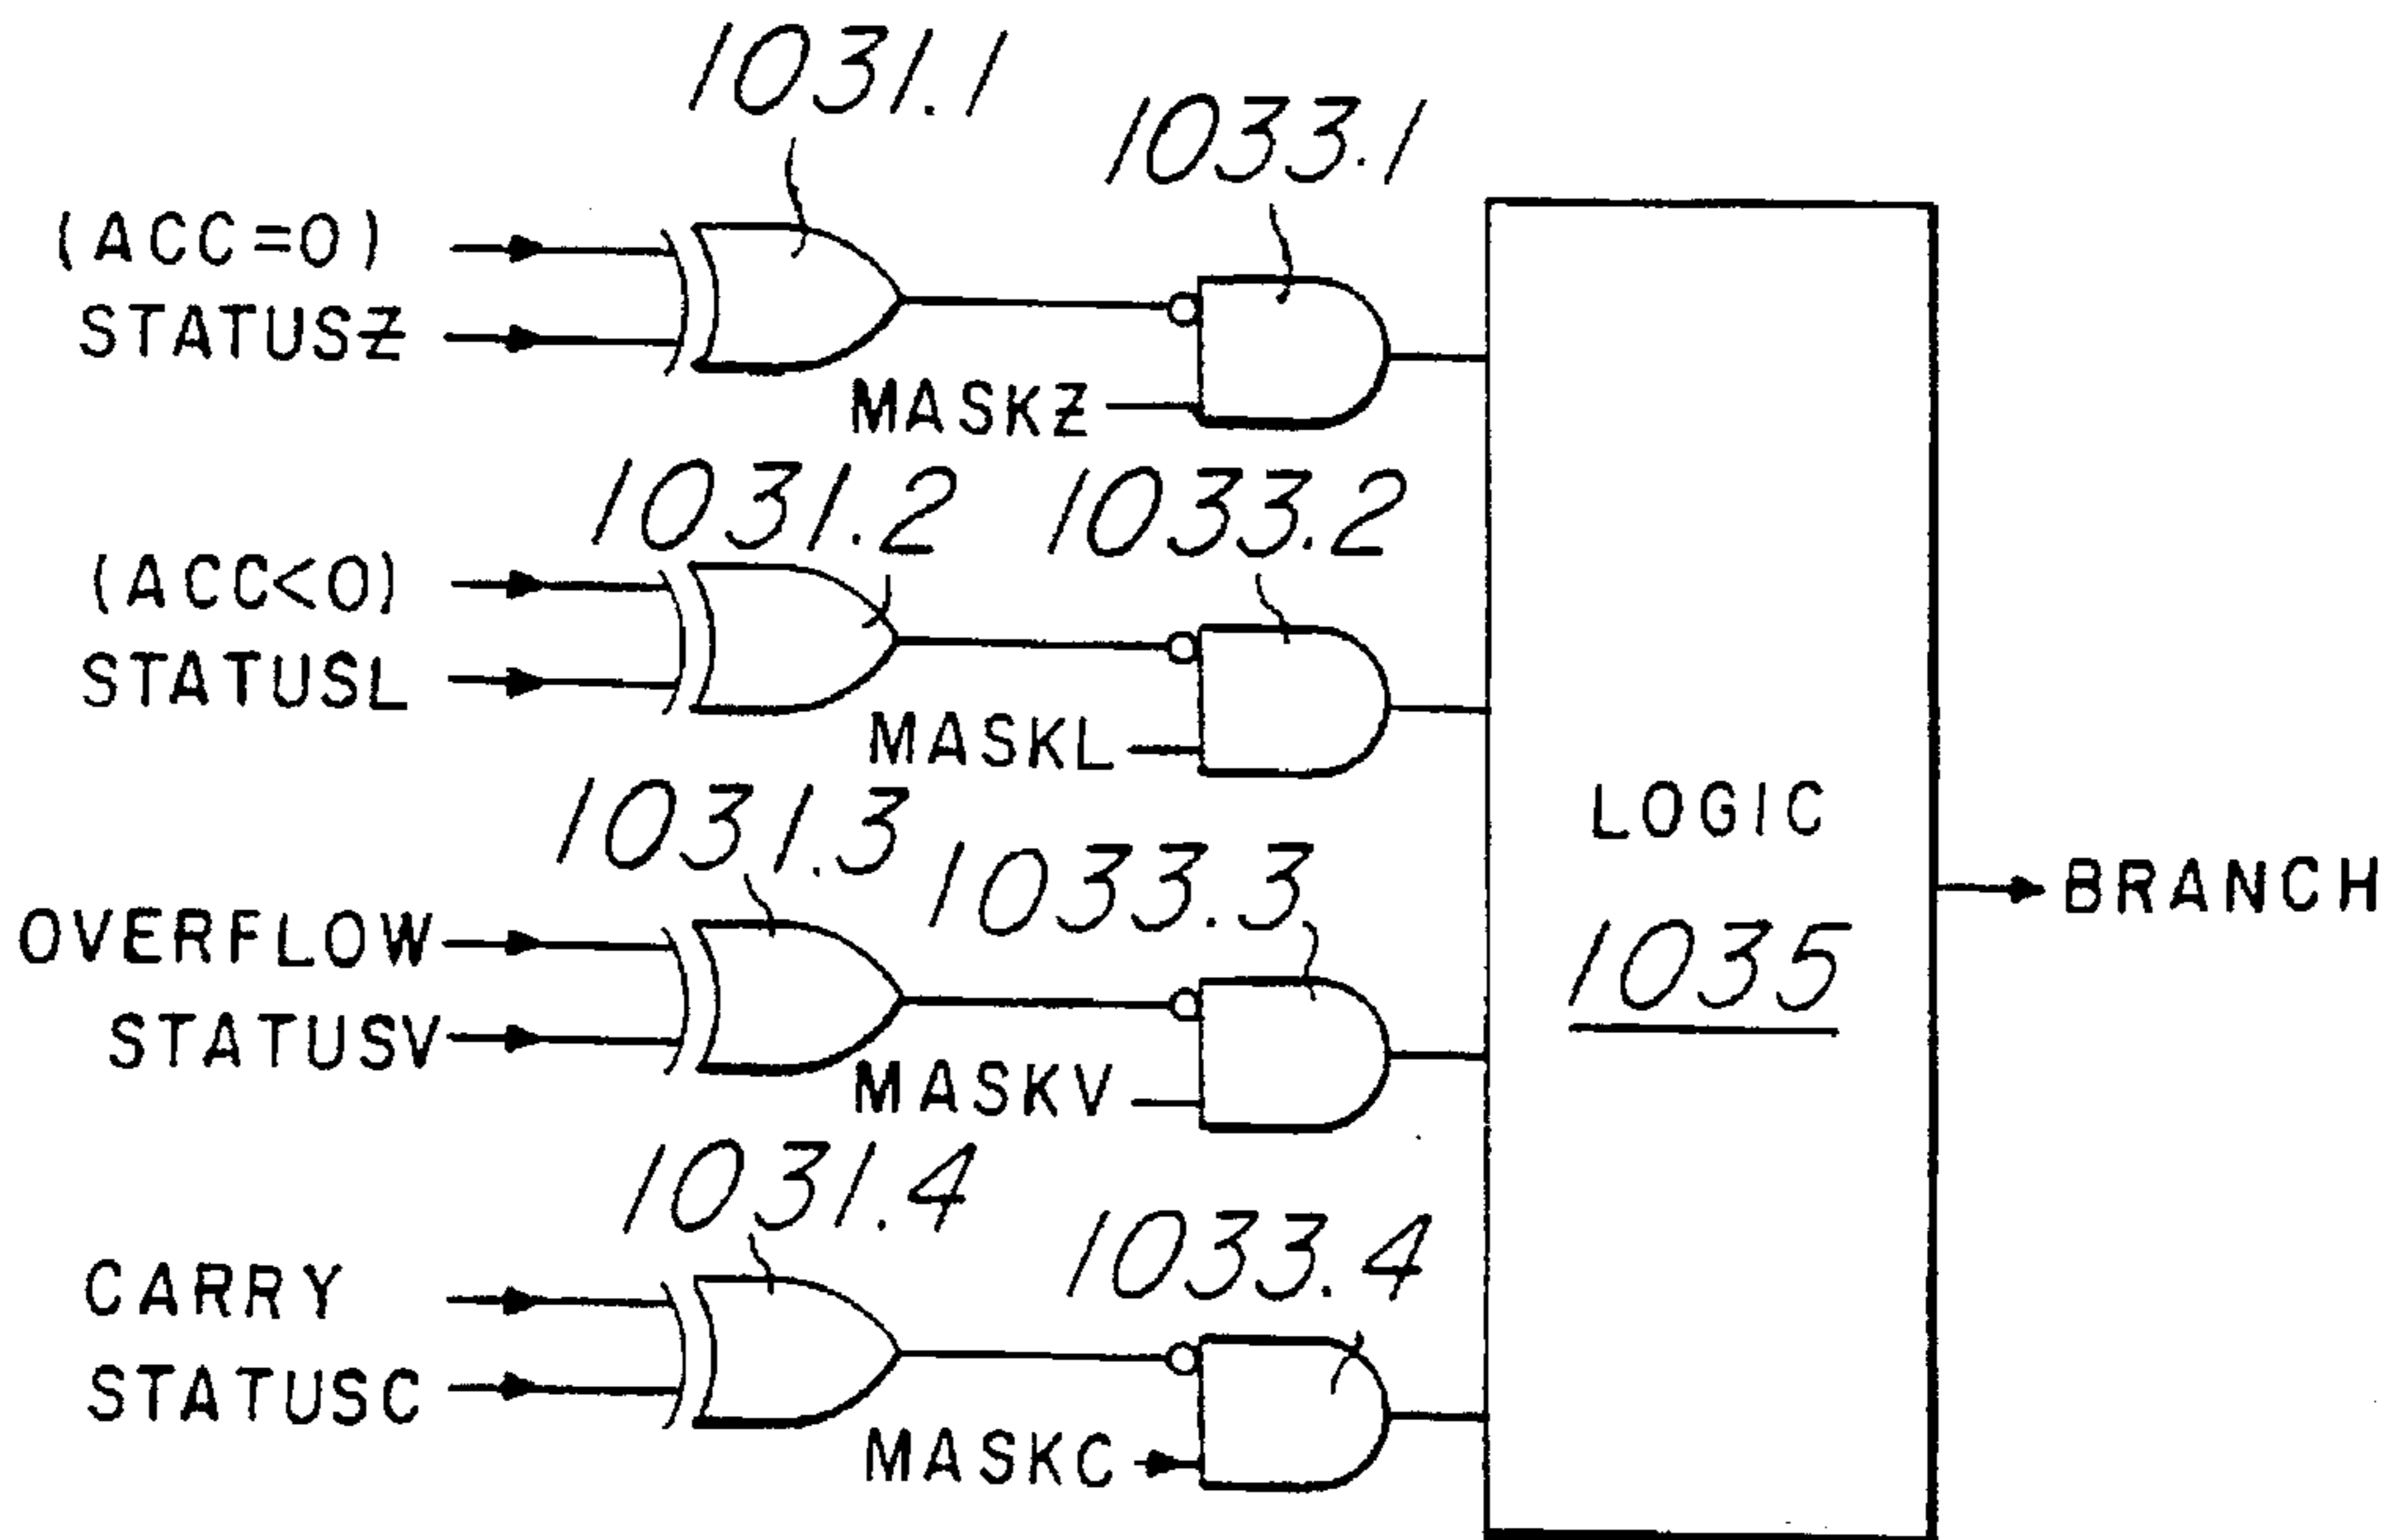 1031.1
1033.1
(ACC=0)
STATUSZ
MASKZ
1031.2
1033.2
(ACC<0)
STATUSL
MASKL
1031.3
1033.3
LOGIC
1035
BRANCH
OVERFLOW
STATUSV
MASKV
1031.4
1033.4
CARRY
STATUSC
MASKC